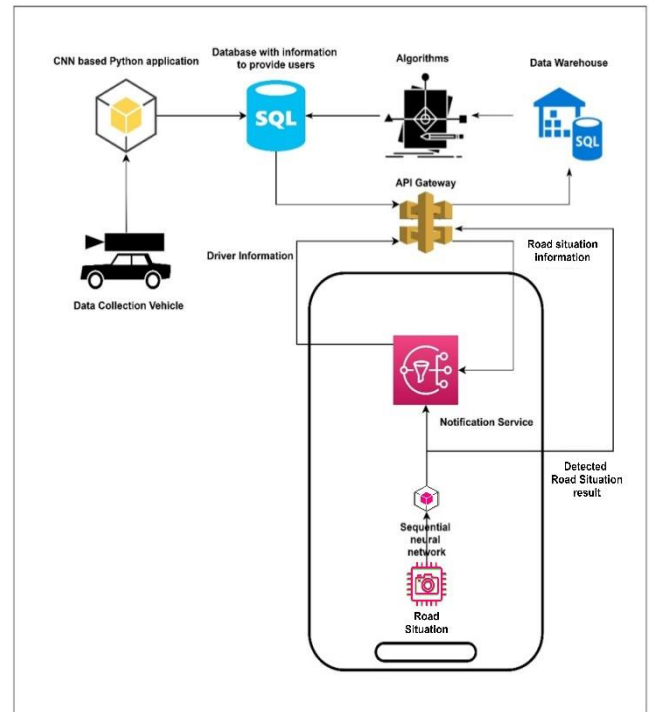 Database with information
to provide users
CNN based Python application
Algorithms
Data Warehouse
SQL
SQL
API Gateway
Driver Information
Road situation
information
Data Collection Vehicle
Notification Service
Detected
Road Situation
result
Sequential
neural
network
Road
Situation